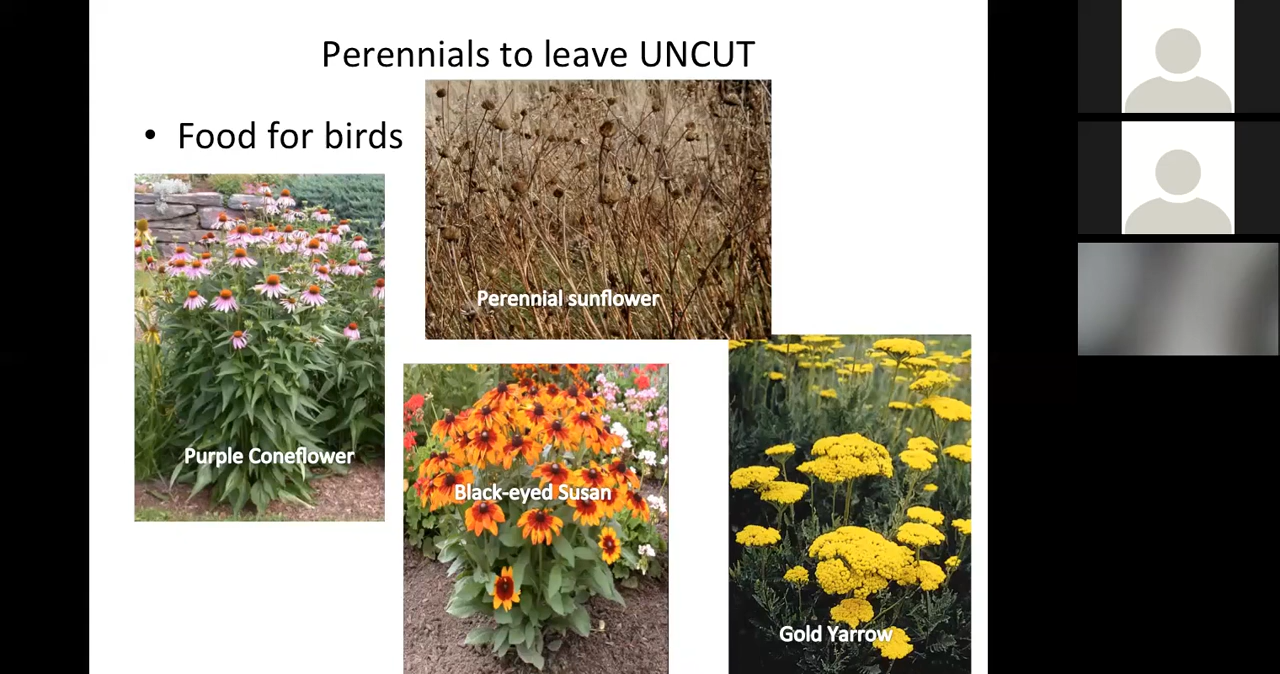 Perennials to leave UNCUT
• Food for birds
Perennial sunflower
Purple Coneflower
Black-eyed Susan
Gold Yarrow